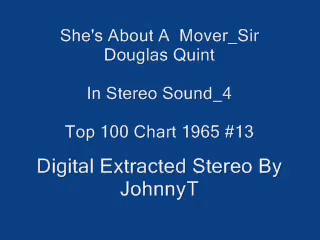 She's About A  Mover_Sir
Douglas Quint
In Stereo Sound_4
Top 100 Chart 1965 #13
Digital Extracted Stereo By
JohnnyT